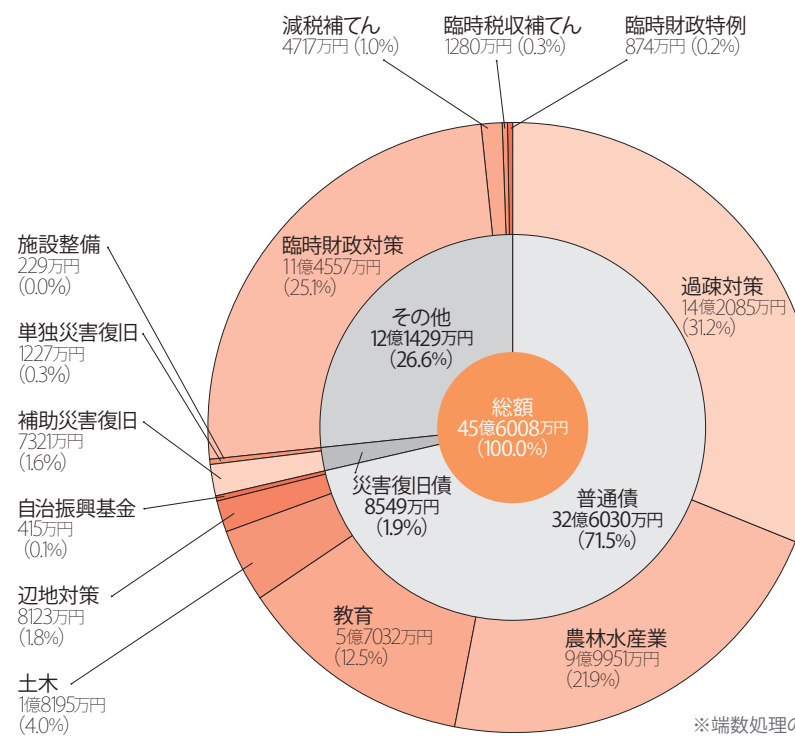 減税補てん
4717万円 (1.0%)
臨時税収補てん
1280万円 (0.3%)
臨時財政特例
874万円 (0.2%)
施設整備
229万円
(0.0%)
単独災害復旧
1227万円
(0.3%)
補助災害復旧
7321万円
(1.6%)
自治振興基金
415万円
(0.1%)
辺地対策
8123万円
(1.8%)
土木
1億8195万円
(4.0%)
臨時財政対策
11億4557万円
(25.1%)
その他
12億1429万円
(26.6%)
過疎対策
14億2085万円
(31.2%)
総額
45億6008万円
(100.0%)
災害復旧債
8549万円
(1.9%)
普通債
32億6030万円
(71.5%)
教育
5億7032万円
(12.5%)
農林水産業
9億9951万円
(21.9%)
※端数処理の